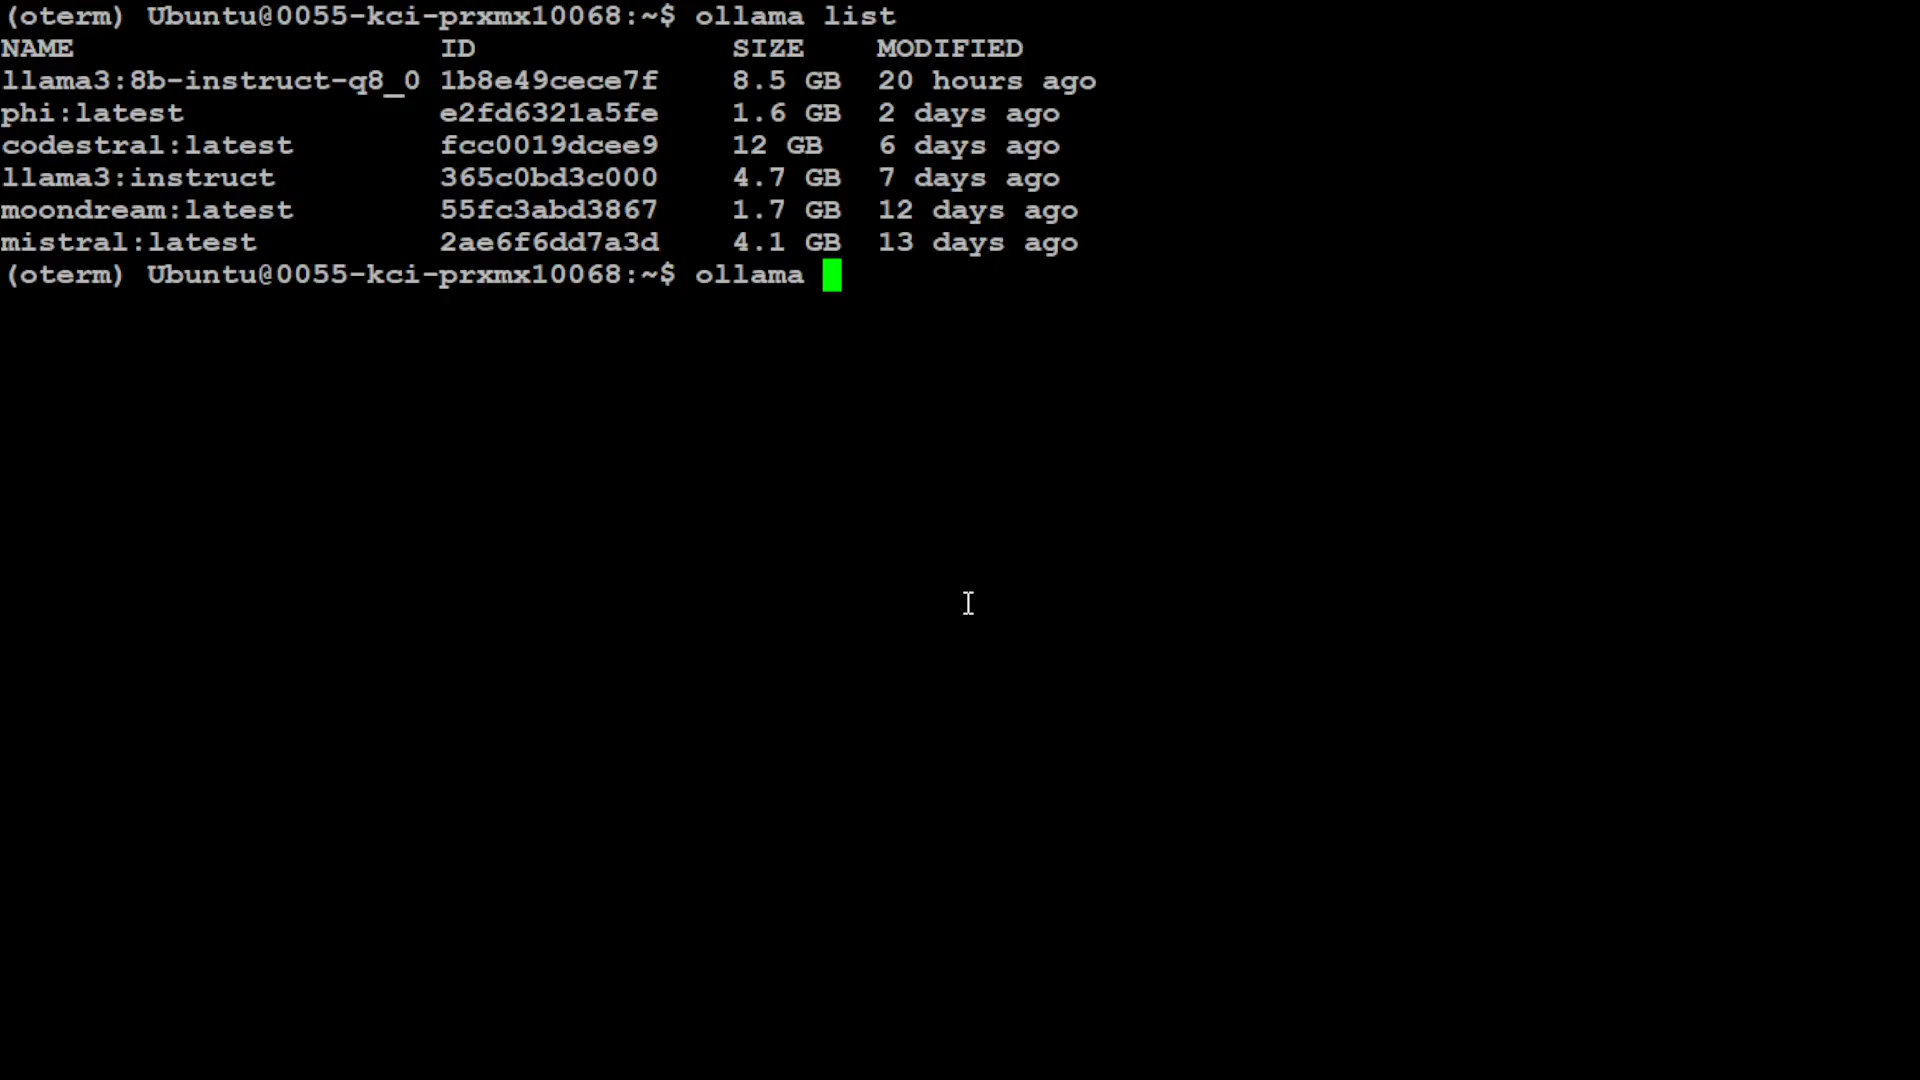 (oterm) Ubuntu@0055-kci-prxmx10068:~$ ollama list
NAME ID SIZE MODIFIED
llama3:8b-instruct-q8_0 1b8e49cece7f 8.5 GB 20 hours ago
phi:latest e2fd6321a5fe 1.6 GB 2 days ago
codestral:latest fcc0019dcee9 12 GB 6 days ago
llama3:instruct 365c0bd3c000 4.7 GB 7 days ago
moondream:latest 55fc3abd3867 1.7 GB 12 days ago
mistral:latest 2ae6f6dd7a3d 4.1 GB 13 days ago
(oterm) Ubuntu@0055-kci-prxmx10068:~$ ollama